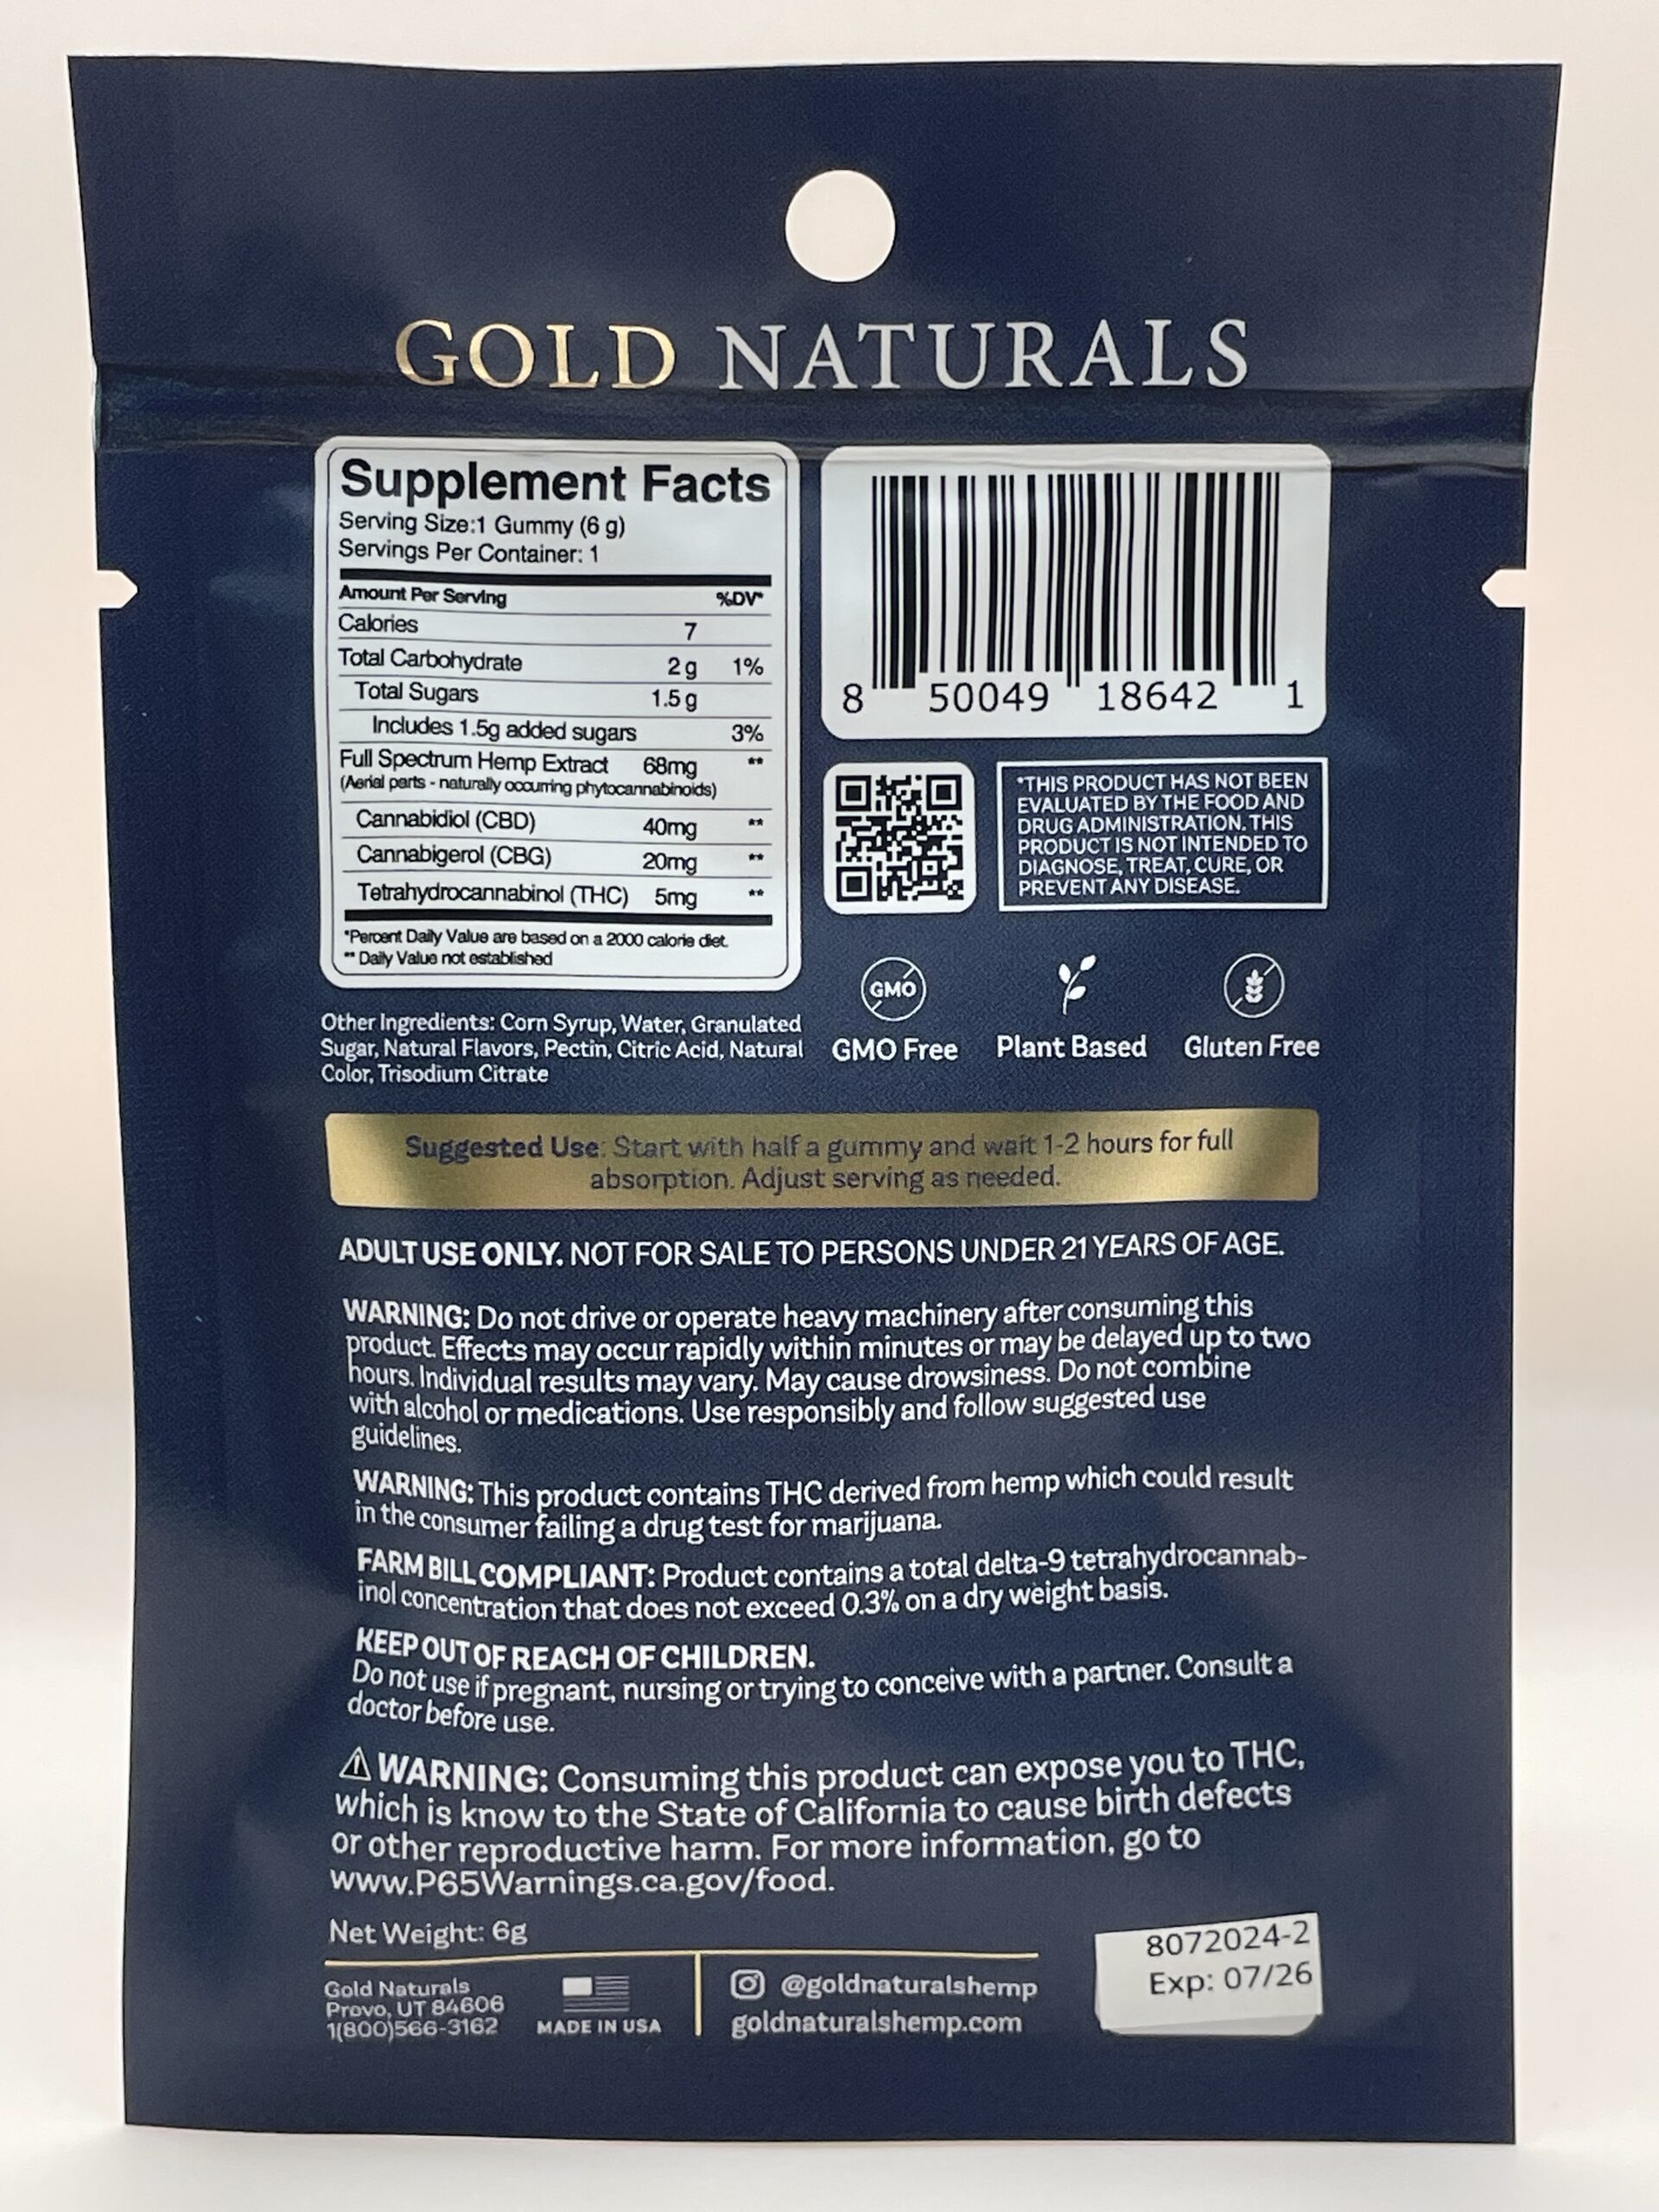 GOLD NATURALS
Supplement Facts
Serving Size:1 Gummy (6 g)
Servings Per Container: 1
Amount Per Serving %DV*
Calories 7
Total Carbohydrate 2g 1%
Total Sugars 1.5g
Includes 1.5g added sugars 3%
Full Spectrum Hemp Extract 68mg **
(Aerial parts - naturally occurring phytocannabinoids)
Cannabidiol (CBD) 40mg **
Cannabigerol (CBG) 20mg **
Tetrahydrocannabinol (THC) 5mg **
*Percent Daily Value are based on a 2000 calorie diet.
** Daily Value not established
Other Ingredients: Corn Syrup, Water, Granulated
Sugar, Natural Flavors, Pectin, Citric Acid, Natural
Color, Trisodium Citrate
8 50049 18642 1
*THIS PRODUCT HAS NOT BEEN
EVALUATED BY THE FOOD AND
DRUG ADMINISTRATION. THIS
PRODUCT IS NOT INTENDED TO
DIAGNOSE, TREAT, CURE, OR
PREVENT ANY DISEASE.
GMO
GMO Free Plant Based Gluten Free
Suggested Use: Start with half a gummy and wait 1-2 hours for full
absorption. Adjust serving as needed.
ADULT USE ONLY. NOT FOR SALE TO PERSONS UNDER 21 YEARS OF AGE.
WARNING: Do not drive or operate heavy machinery after consuming this
product. Effects may occur rapidly within minutes or may be delayed up to two
hours. Individual results may vary. May cause drowsiness. Do not combine
with alcohol or medications. Use responsibly and follow suggested use
guidelines.
WARNING: This product contains THC derived from hemp which could result
in the consumer failing a drug test for marijuana.
FARM BILL COMPLIANT: Product contains a total delta-9 tetrahydrocannab-
inol concentration that does not exceed 0.3% on a dry weight basis.
KEEP OUT OF REACH OF CHILDREN.
Do not use if pregnant, nursing or trying to conceive with a partner. Consult a
doctor before use.
⚠ WARNING: Consuming this product can expose you to THC,
which is know to the State of California to cause birth defects
or other reproductive harm. For more information, go to
www.P65Warnings.ca.gov/food.
Net Weight: 6g
Gold Naturals
Provo, UT 84606
1(800)566-3162
MADE IN USA
@goldnaturalshemp
goldnaturalshemp.com
8072024-2
Exp: 07/26